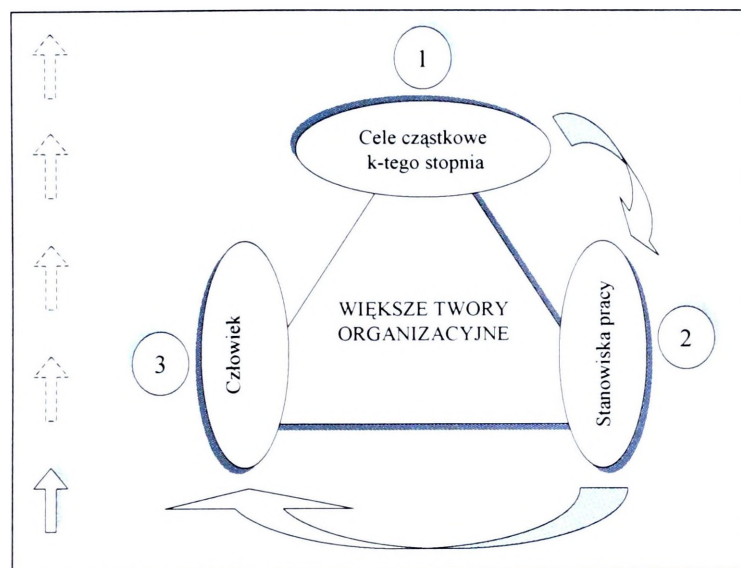 1
Cele cząstkowe
k-tego stopnia
WIĘKSZE TWORY
ORGANIZACYJNE
3
Człowiek
Stanowiska pracy
2